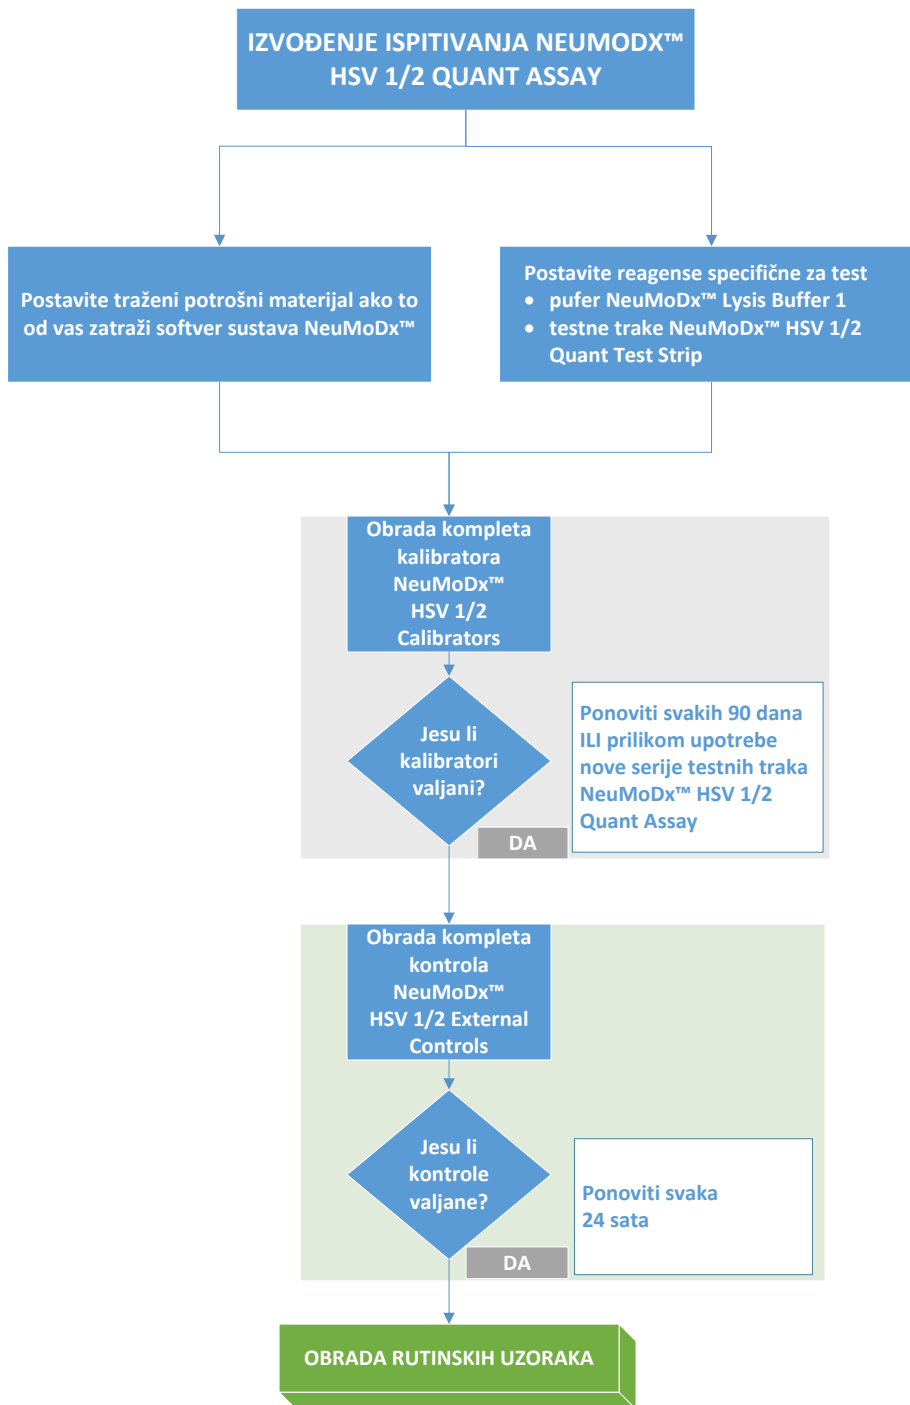 IZVOĐENJE ISPITIVANJA NEUMODX™
HSV 1/2 QUANT ASSAY
Postavite traženi potrošni materijal ako to
od vas zatraži softver sustava NeuMoDx™
Postavite reagense specifične za test
• pufer NeuMoDx™ Lysis Buffer 1
• testne trake NeuMoDx™ HSV 1/2
Quant Test Strip
Obrada kompleta
kalibratora
NeuMoDx™
HSV 1/2
Calibrators
Jesu li
kalibratori
valjani?
Ponoviti svakih 90 dana
ILI prilikom upotrebe
nove serije testnih traka
NeuMoDx™ HSV 1/2
Quant Assay
DA
Obrada kompleta
kontrola
NeuMoDx™
HSV 1/2 External
Controls
Jesu li
kontrole
valjane?
Ponoviti svaka
24 sata
DA
OBRADA RUTINSKIH UZORAKA